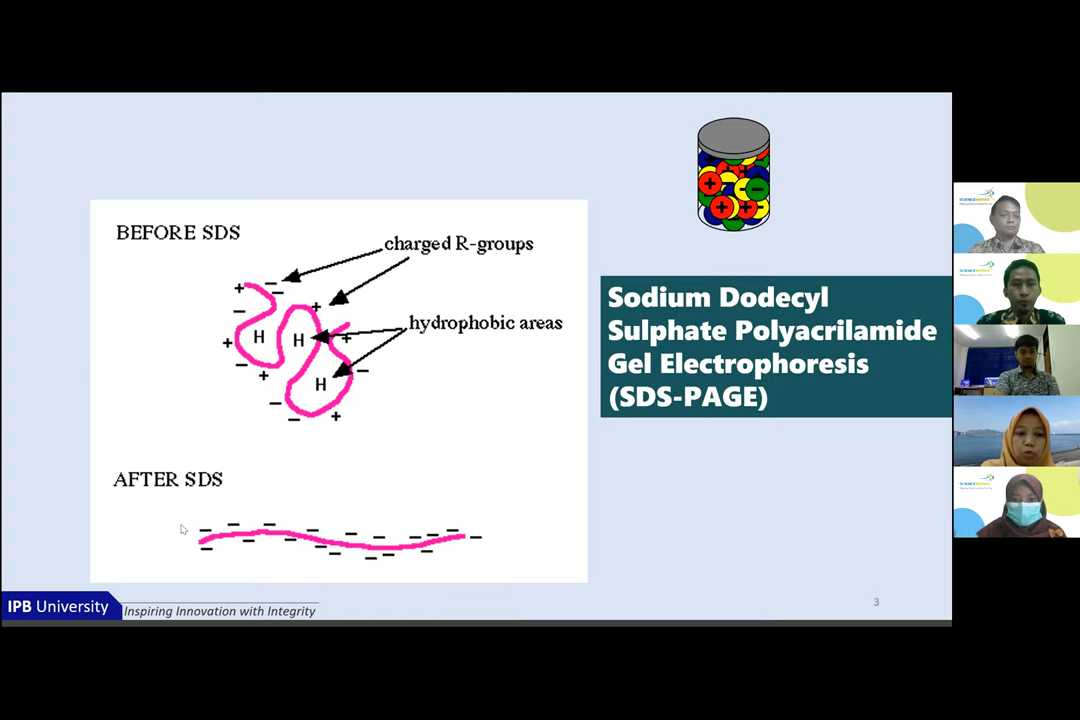 BEFORE SDS
charged R-groups
hydrophobic areas
H
H
H
AFTER SDS
Sodium Dodecyl
Sulphate Polyacrilamide
Gel Electrophoresis
(SDS-PAGE)
IPB University
Inspiring Innovation with Integrity
3